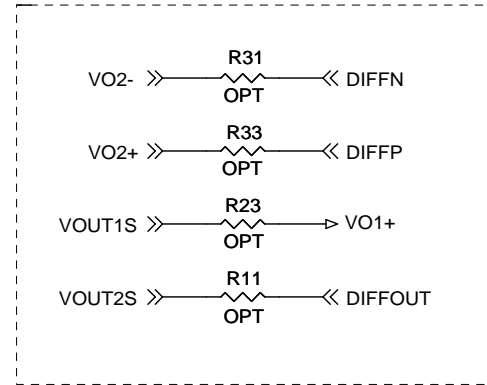 R31
VO2- DIFFN
OPT
R33
VO2+ DIFFP
OPT
R23
VOUT1S VO1+
OPT
R11
VOUT2S DIFFOUT
OPT